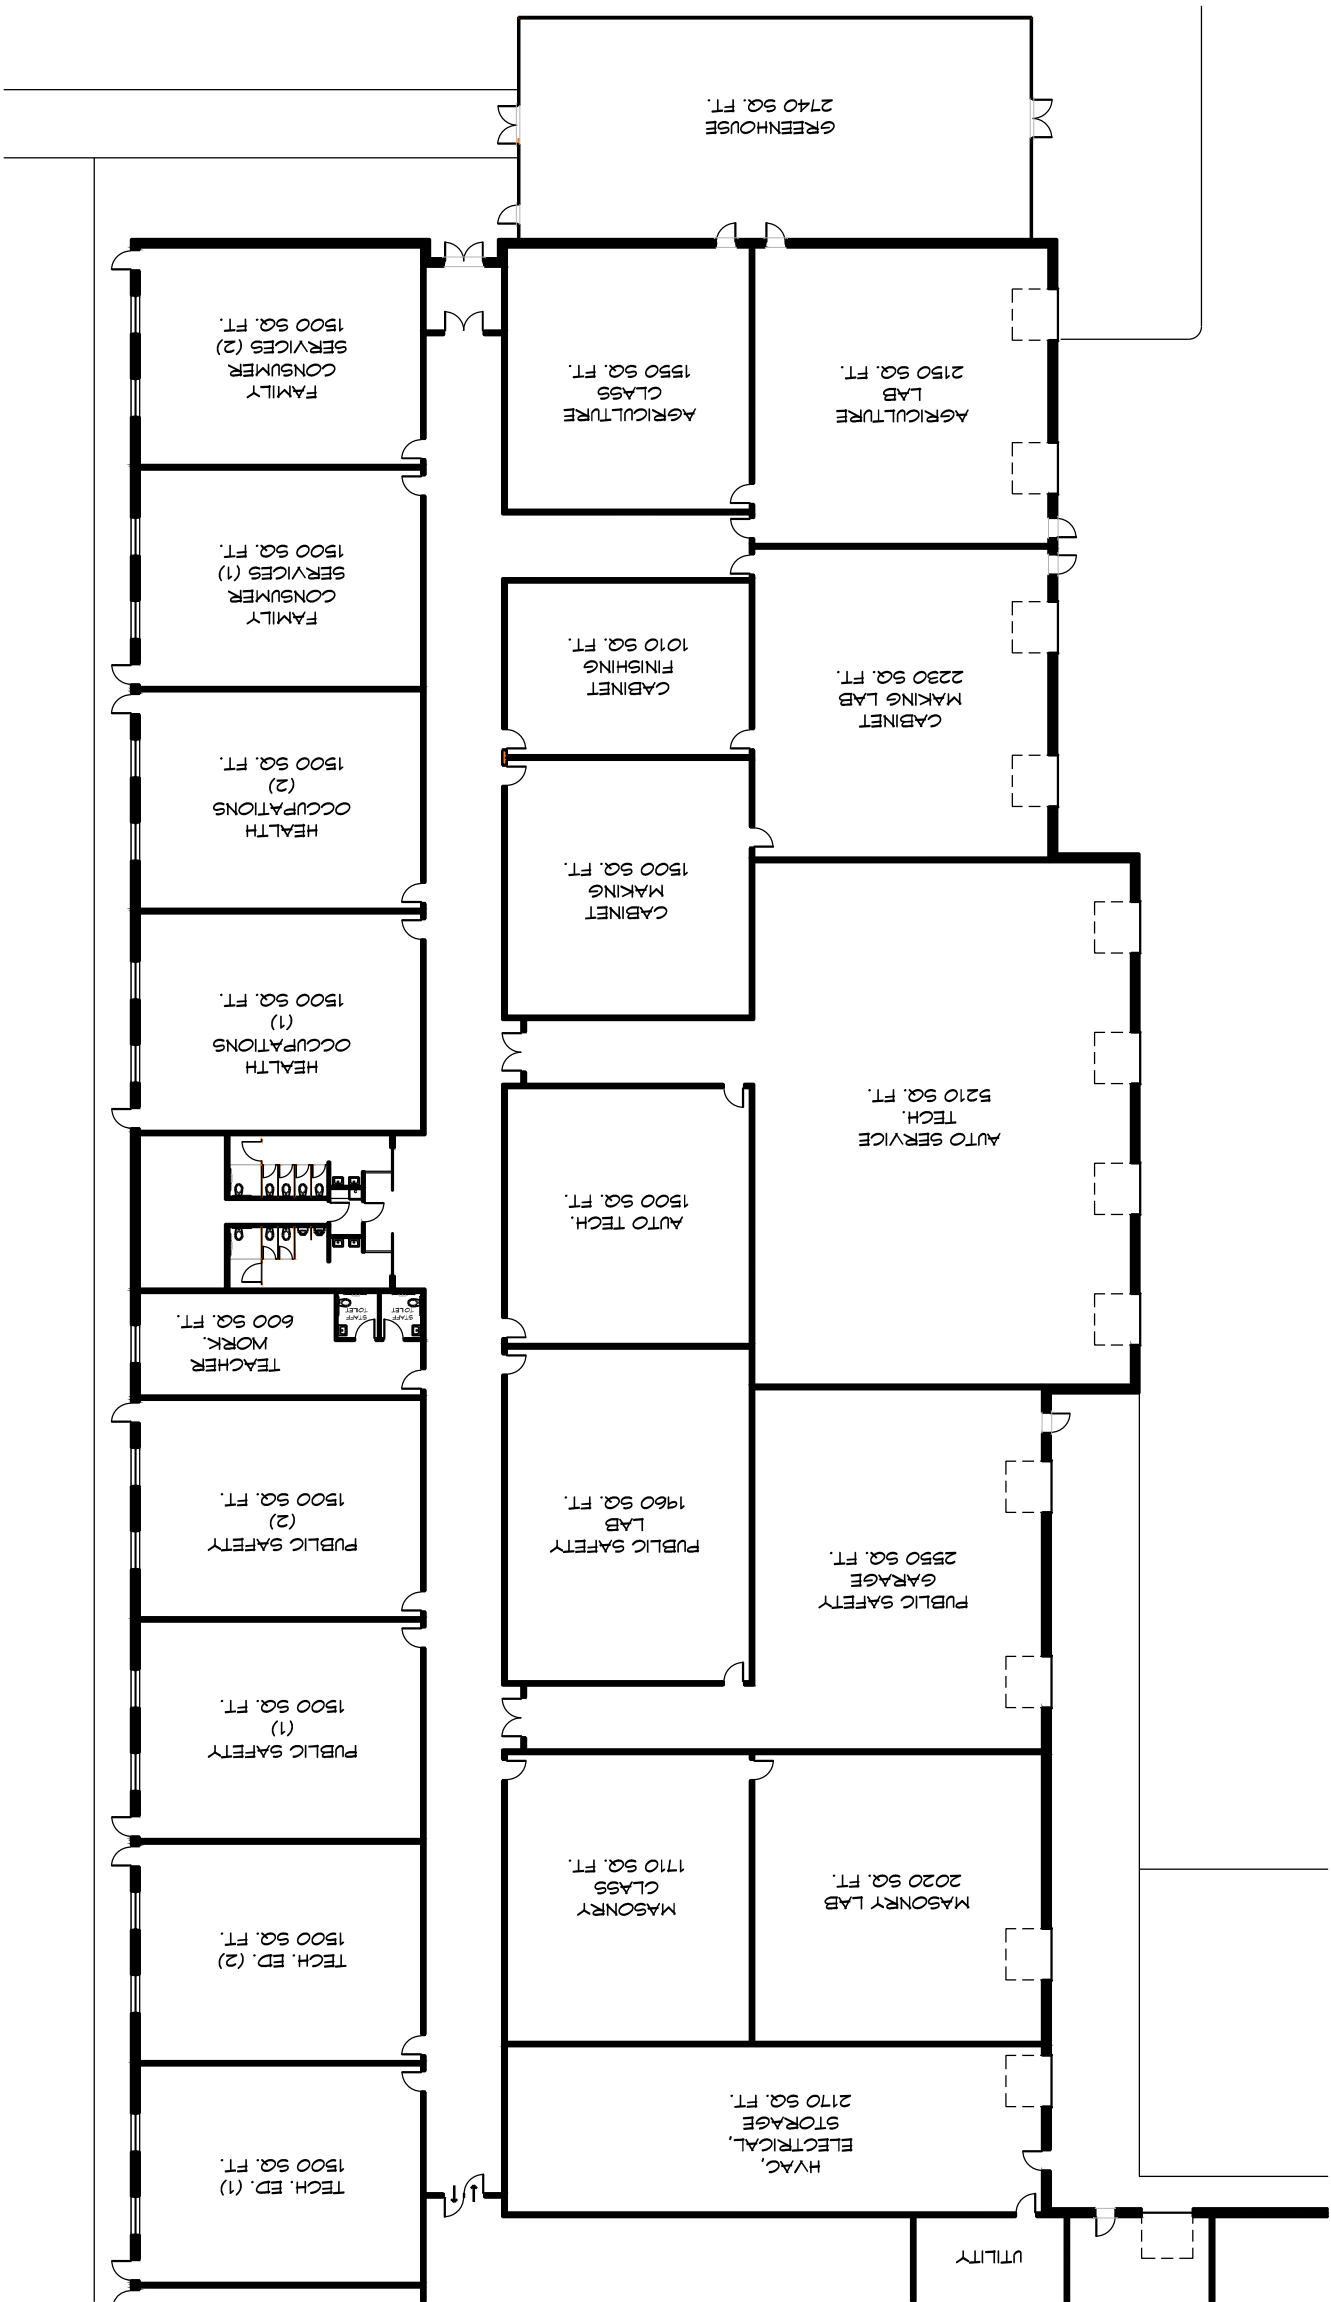 UTILITY
HVAC,
ELECTRICAL,
STORAGE
2170 SQ. FT.
TECH. ED. (1)
1500 SQ. FT.
MASONRY LAB
2020 SQ. FT.
MASONRY
CLASS
1710 SQ. FT.
TECH. ED. (2)
1500 SQ. FT.
PUBLIC SAFETY
(1)
1500 SQ. FT.
PUBLIC SAFETY
GARAGE
2550 SQ. FT.
PUBLIC SAFETY
LAB
1960 SQ. FT.
PUBLIC SAFETY
(2)
1500 SQ. FT.
TEACHER
WORK.
600 SQ. FT.
STAFF
TOILET
STAFF
TOILET
AUTO SERVICE
TECH.
5210 SQ. FT.
AUTO TECH.
1500 SQ. FT.
HEALTH
OCCUPATIONS
(1)
1500 SQ. FT.
CABINET
MAKING
1500 SQ. FT.
HEALTH
OCCUPATIONS
(2)
1500 SQ. FT.
CABINET
MAKING LAB
2230 SQ. FT.
CABINET
FINISHING
1010 SQ. FT.
FAMILY
CONSUMER
SERVICES (1)
1500 SQ. FT.
AGRICULTURE
LAB
2150 SQ. FT.
AGRICULTURE
CLASS
1550 SQ. FT.
FAMILY
CONSUMER
SERVICES (2)
1500 SQ. FT.
GREENHOUSE
2740 SQ. FT.